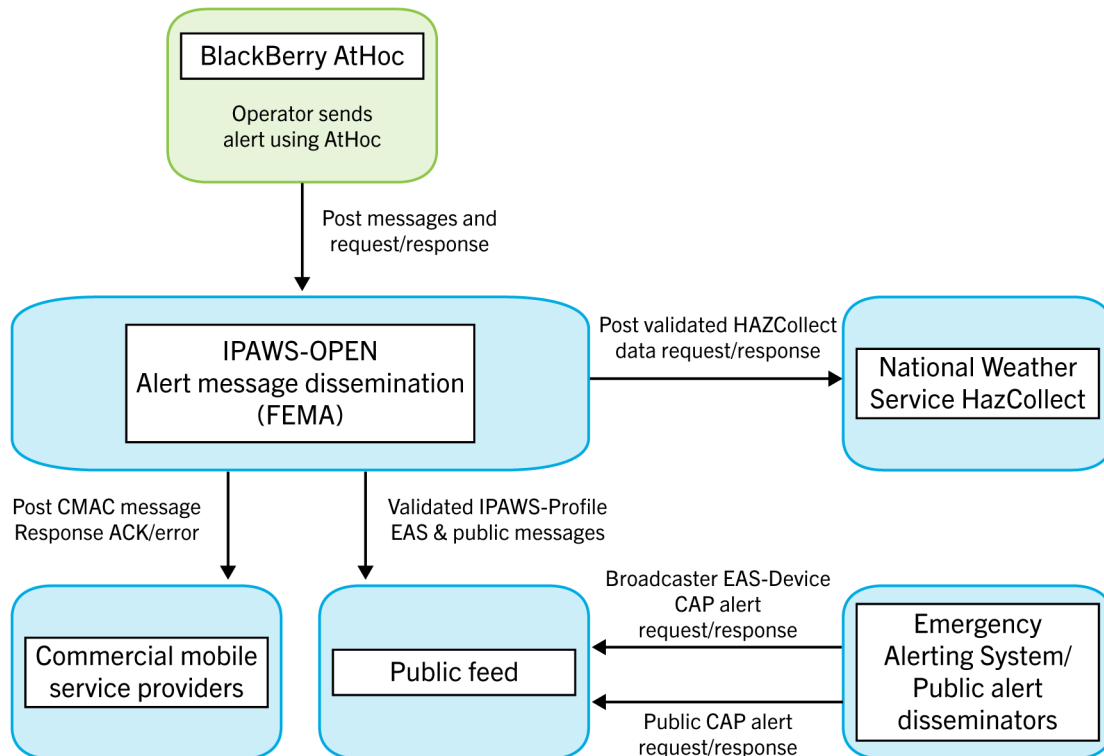 BlackBerry AtHoc
Operator sends
alert using AtHoc
Post messages and
request/response
IPAWS-OPEN
Alert message dissemination
(FEMA)
Post validated HAZCollect
data request/response
National Weather
Service HazCollect
Post CMAC message
Response ACK/error
Validated IPAWS-Profile
EAS & public messages
Commercial mobile
service providers
Public feed
Broadcaster EAS-Device
CAP alert
request/response
Public CAP alert
request/response
Emergency
Alerting System/
Public alert
disseminators